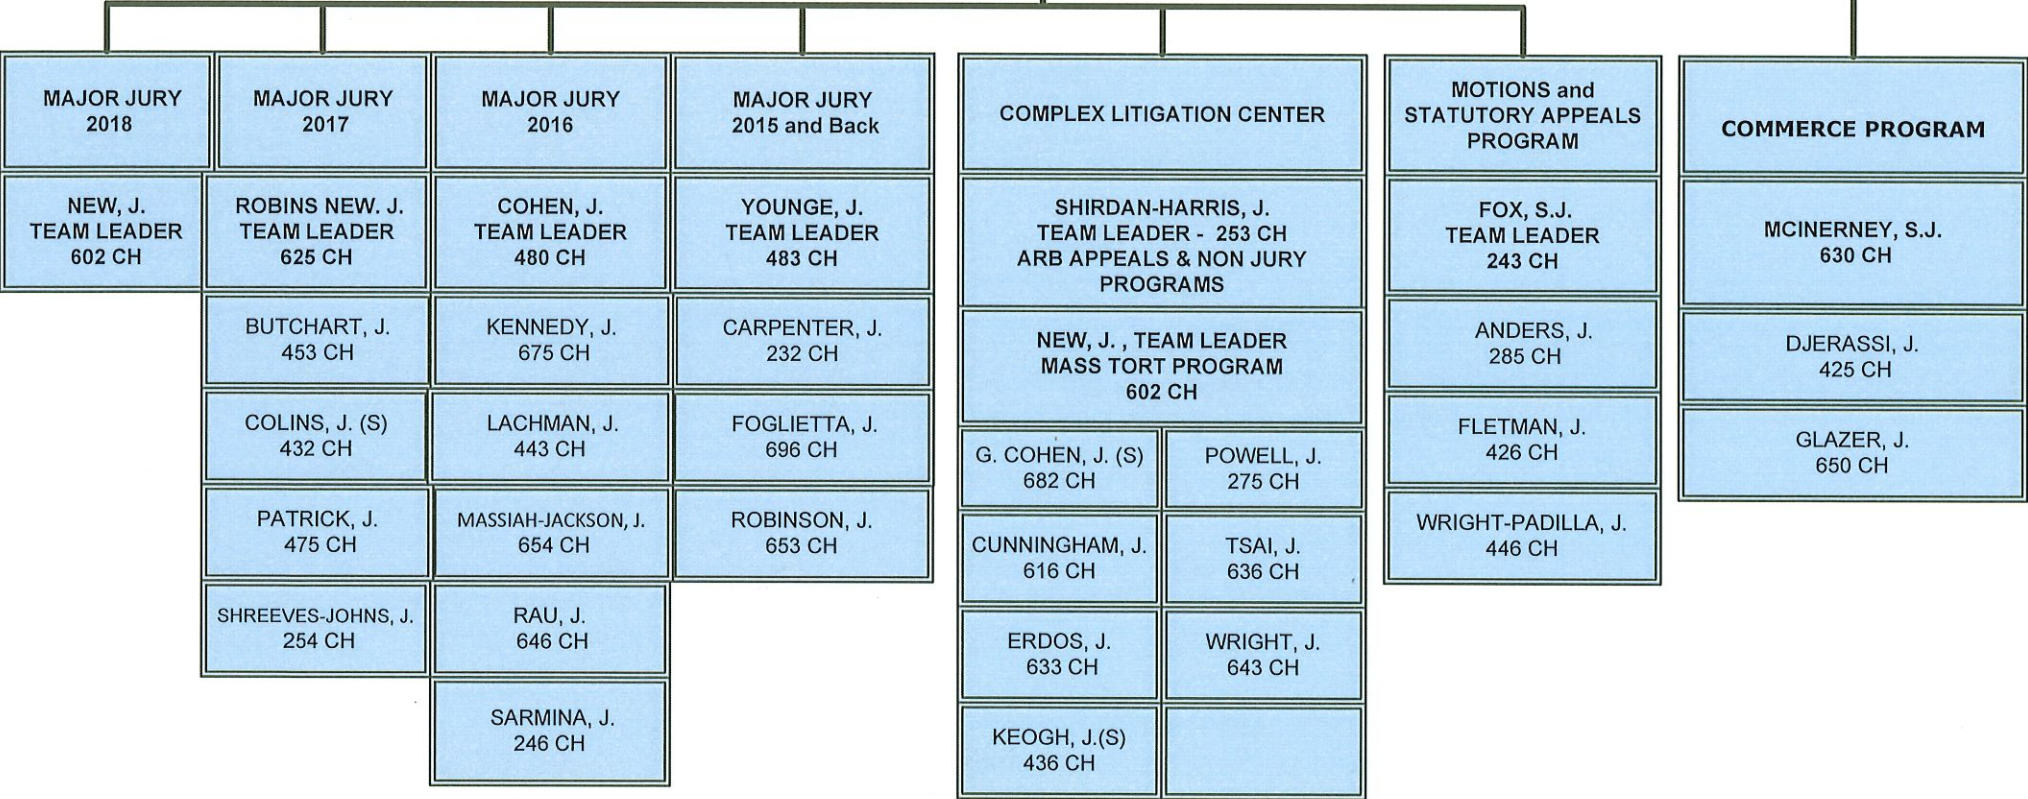 MAJOR JURY
2018
NEW, J.
TEAM LEADER
602 CH
MAJOR JURY
2017
ROBINS NEW. J.
TEAM LEADER
625 CH
BUTCHART, J.
453 CH
COLINS, J. (S)
432 CH
PATRICK, J.
475 CH
SHREEVES-JOHNS, J.
254 CH
MAJOR JURY
2016
COHEN, J.
TEAM LEADER
480 CH
KENNEDY, J.
675 CH
LACHMAN, J.
443 CH
MASSIAH-JACKSON, J.
654 CH
RAU, J.
646 CH
SARMINA, J.
246 CH
MAJOR JURY
2015 and Back
YOUNGE, J.
TEAM LEADER
483 CH
CARPENTER, J.
232 CH
FOGLIETTA, J.
696 CH
ROBINSON, J.
653 CH
COMPLEX LITIGATION CENTER
SHIRDAN-HARRIS, J.
TEAM LEADER - 253 CH
ARB APPEALS & NON JURY
PROGRAMS
NEW, J. , TEAM LEADER
MASS TORT PROGRAM
602 CH
G. COHEN, J. (S)
682 CH
CUNNINGHAM, J.
616 CH
ERDOS, J.
633 CH
KEOGH, J.(S)
436 CH
POWELL, J.
275 CH
TSAI, J.
636 CH
WRIGHT, J.
643 CH
MOTIONS and
STATUTORY APPEALS
PROGRAM
FOX, S.J.
TEAM LEADER
243 CH
ANDERS, J.
285 CH
FLETMAN, J.
426 CH
WRIGHT-PADILLA, J.
446 CH
COMMERCE PROGRAM
MCINERNEY, S.J.
630 CH
DJERASSI, J.
425 CH
GLAZER, J.
650 CH